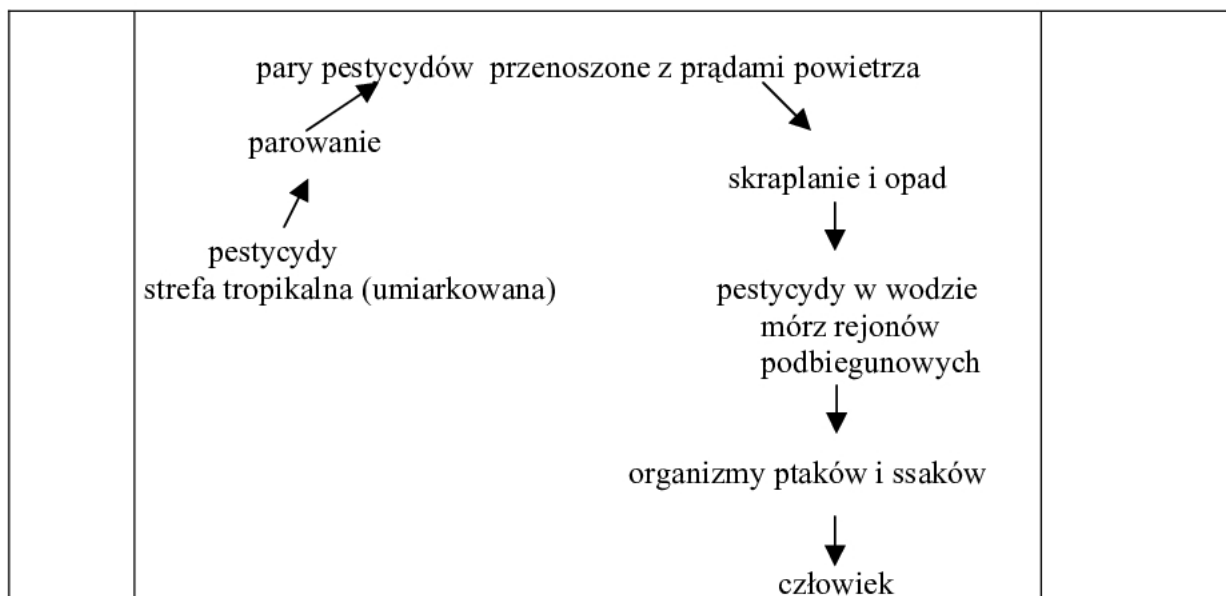 pary pestycydów przenoszone z prądami powietrza
parowanie
skraplanie i opad
pestycydy
strefa tropikalna (umiarkowana)
pestycydy w wodzie
mórz rejonów
podbiegunowych
organizmy ptaków i ssaków
człowiek